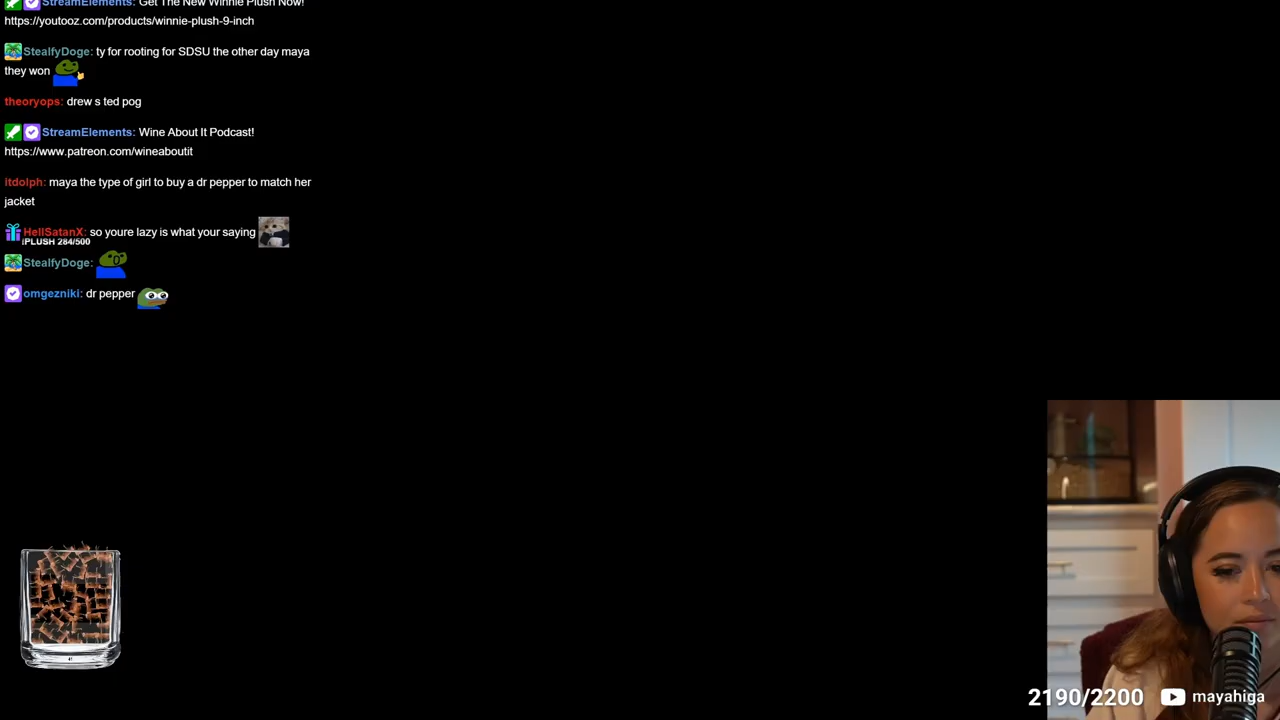 StreamElements: Get The New Winnie Plush Now!
https://youtooz.com/products/winnie-plush-9-inch
StealfyDoge: ty for rooting for SDSU the other day maya
they won
theoryops: drew s ted pog
StreamElements: Wine About It Podcast!
https://www.patreon.com/wineaboutit
itdolph: maya the type of girl to buy a dr pepper to match her
jacket
HellSatanX: so youre lazy is what your saying
!PLUSH 284/500
StealfyDoge:
omgezniki: dr pepper
2190/2200 mayahiga